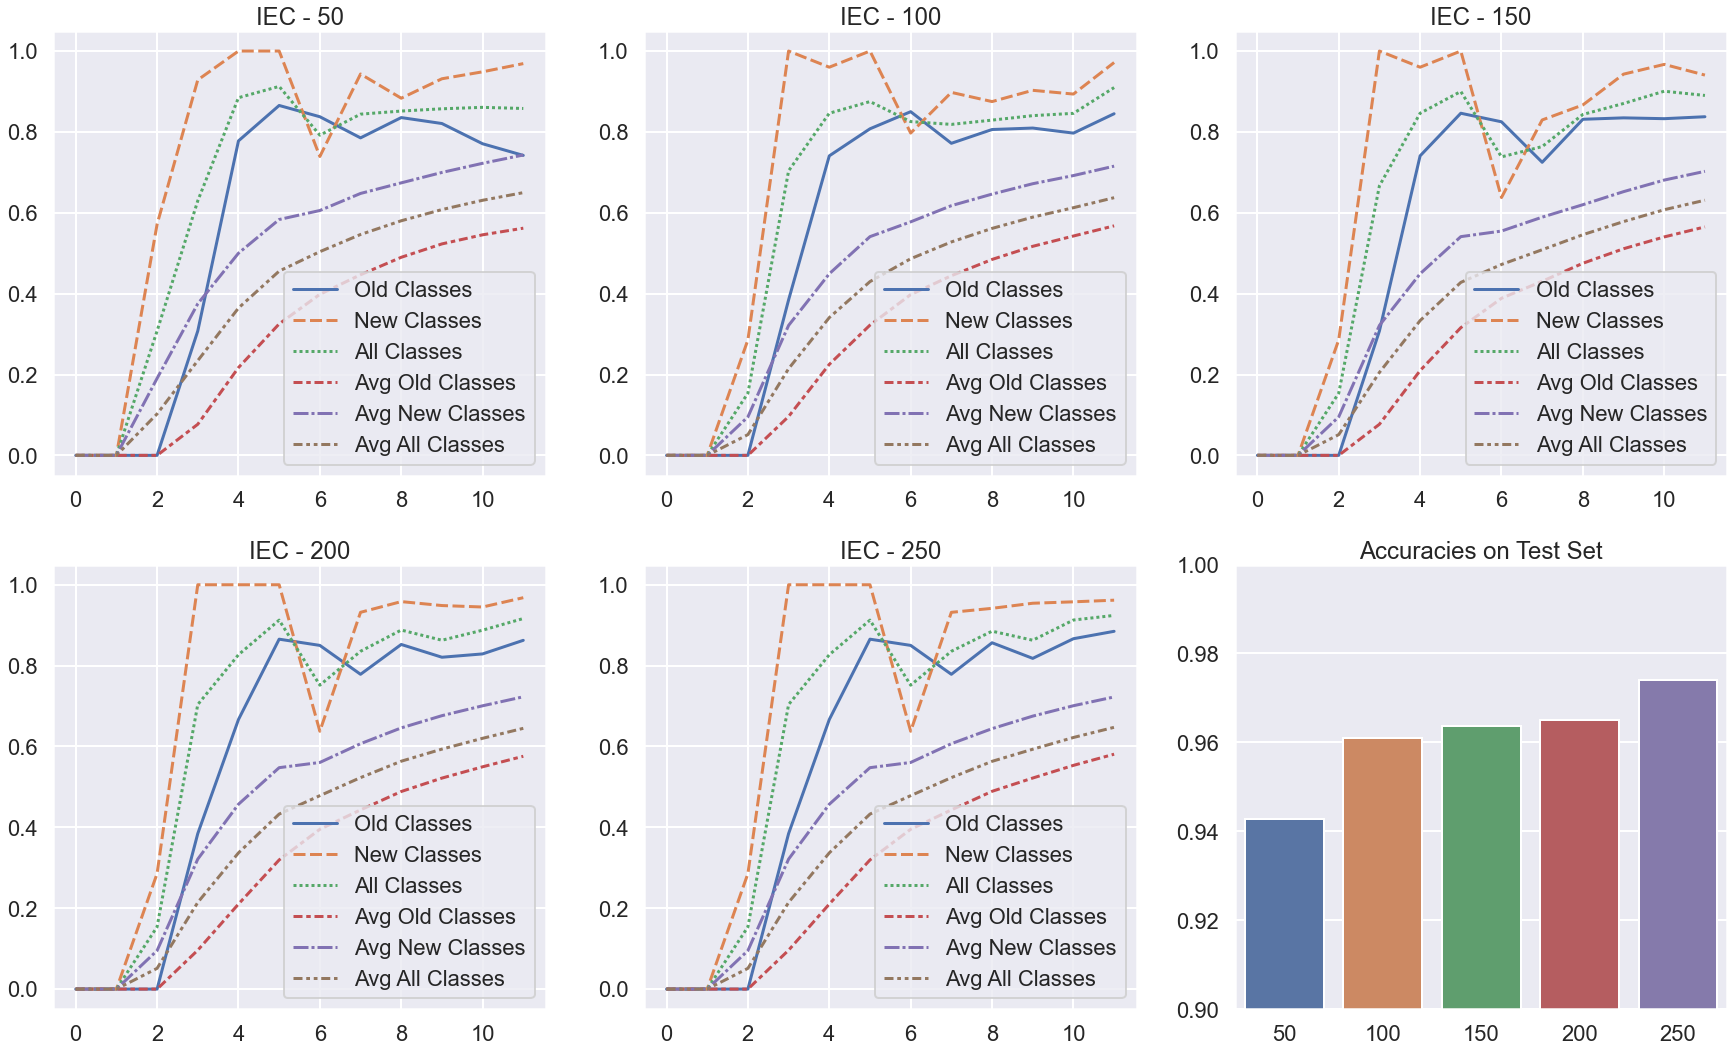 IEC - 50
1.0
0.8
0.6
0.4
0.2
0.0
0 2 4 6 8 10
Old Classes
New Classes
All Classes
Avg Old Classes
Avg New Classes
Avg All Classes
IEC - 100
1.0
0.8
0.6
0.4
0.2
0.0
0 2 4 6 8 10
Old Classes
New Classes
All Classes
Avg Old Classes
Avg New Classes
Avg All Classes
IEC - 150
1.0
0.8
0.6
0.4
0.2
0.0
0 2 4 6 8 10
Old Classes
New Classes
All Classes
Avg Old Classes
Avg New Classes
Avg All Classes
IEC - 200
1.0
0.8
0.6
0.4
0.2
0.0
0 2 4 6 8 10
Old Classes
New Classes
All Classes
Avg Old Classes
Avg New Classes
Avg All Classes
IEC - 250
1.0
0.8
0.6
0.4
0.2
0.0
0 2 4 6 8 10
Old Classes
New Classes
All Classes
Avg Old Classes
Avg New Classes
Avg All Classes
Accuracies on Test Set
1.00
0.98
0.96
0.94
0.92
0.90
50 100 150 200 250